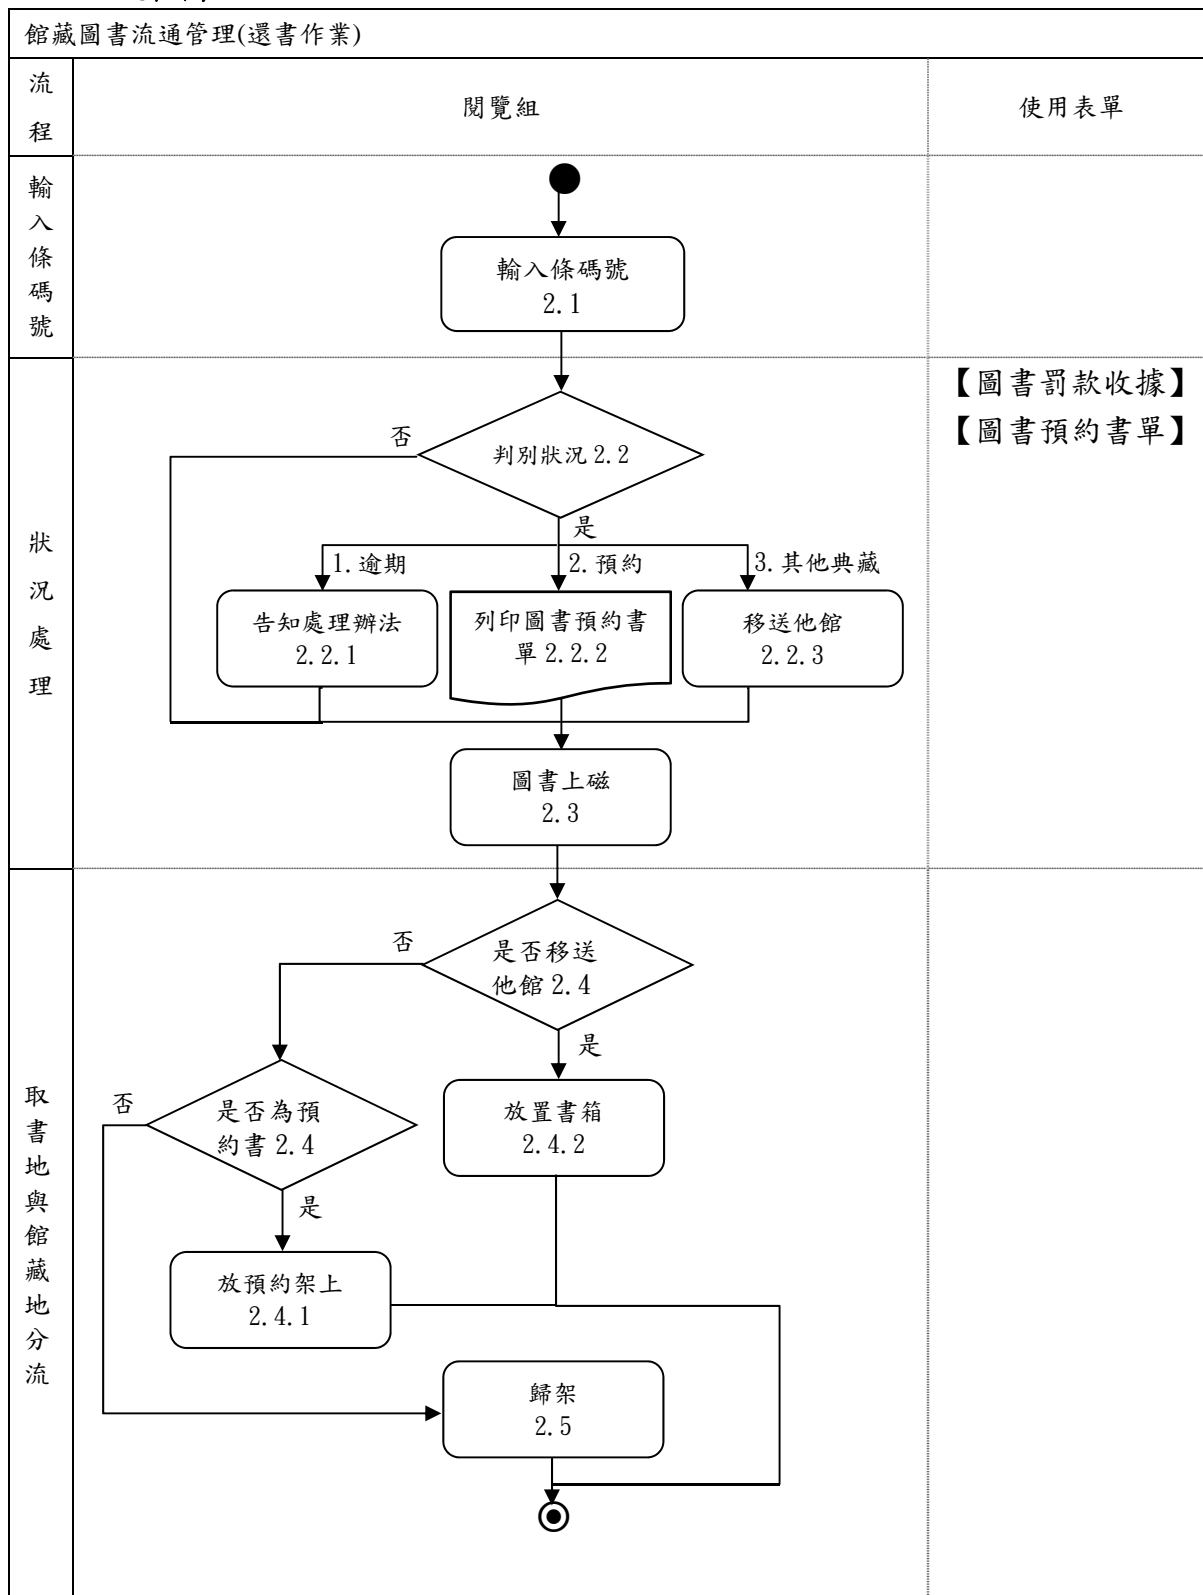 館藏圖書流通管理(還書作業)
流程
閱覽組
使用表單
輸入條碼號
輸入條碼號
2.1
狀況處理
【圖書罰款收據】
【圖書預約書單】
否
判別狀況 2.2
是
1.逾期
2.預約
3.其他典藏
告知處理辦法
2.2.1
列印圖書預約書
單 2.2.2
移送他館
2.2.3
圖書上磁
2.3
取書地與館藏地分流
否
是否移送
他館 2.4
是
否
是否為預
約書 2.4
放置書箱
2.4.2
是
放預約架上
2.4.1
歸架
2.5